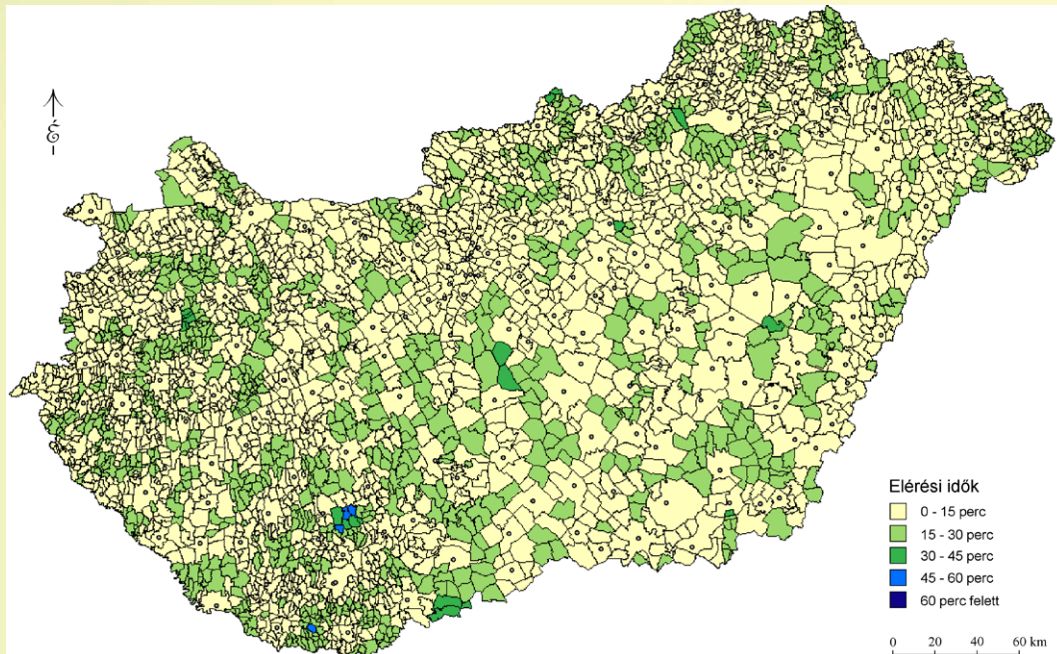 É
Elérési idők
0 - 15 perc
15 - 30 perc
30 - 45 perc
45 - 60 perc
60 perc felett
0 20 40 60 km